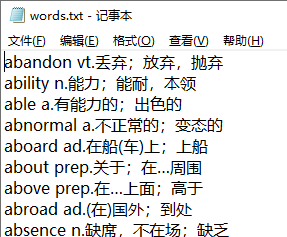 words.txt - 记事本
文件(F) 编辑(E) 格式(O) 查看(V) 帮助(H)
abandon vt.丢弃；放弃，抛弃
ability n.能力；能耐，本领
able a.有能力的；出色的
abnormal a.不正常的；变态的
aboard ad.在船(车)上；上船
about prep.关于；在…周围
above prep.在…上面；高于
abroad ad.(在)国外；到处
absence n.缺席，不在场；缺乏